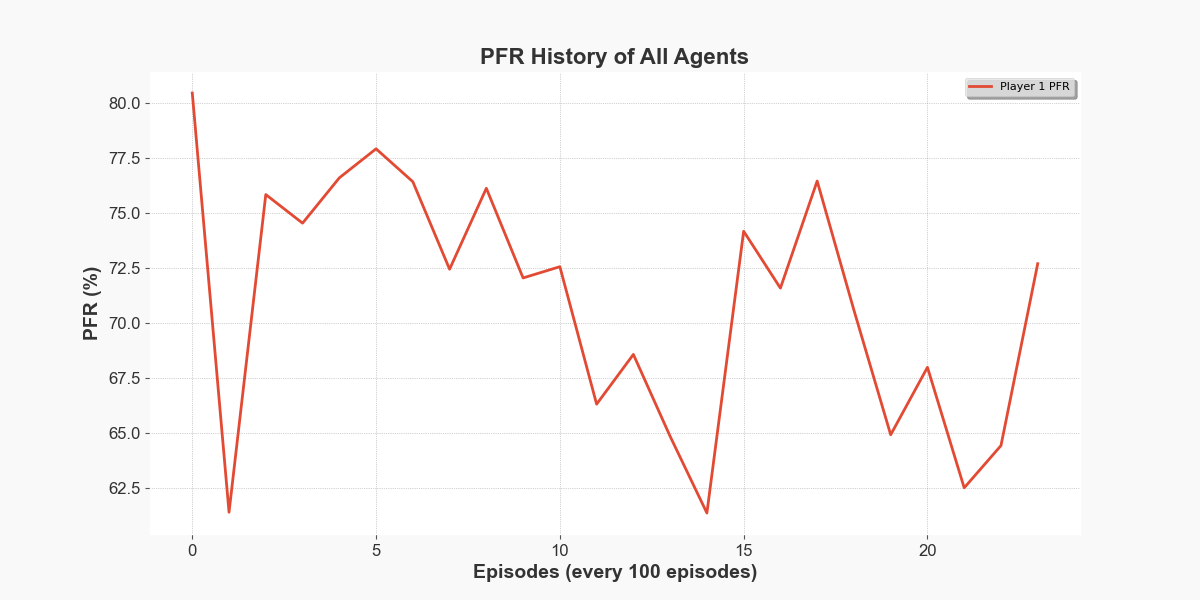 PFR History of All Agents
Player 1 PFR
PFR (%)
80.0
77.5
75.0
72.5
70.0
67.5
65.0
62.5
0 5 10 15 20
Episodes (every 100 episodes)